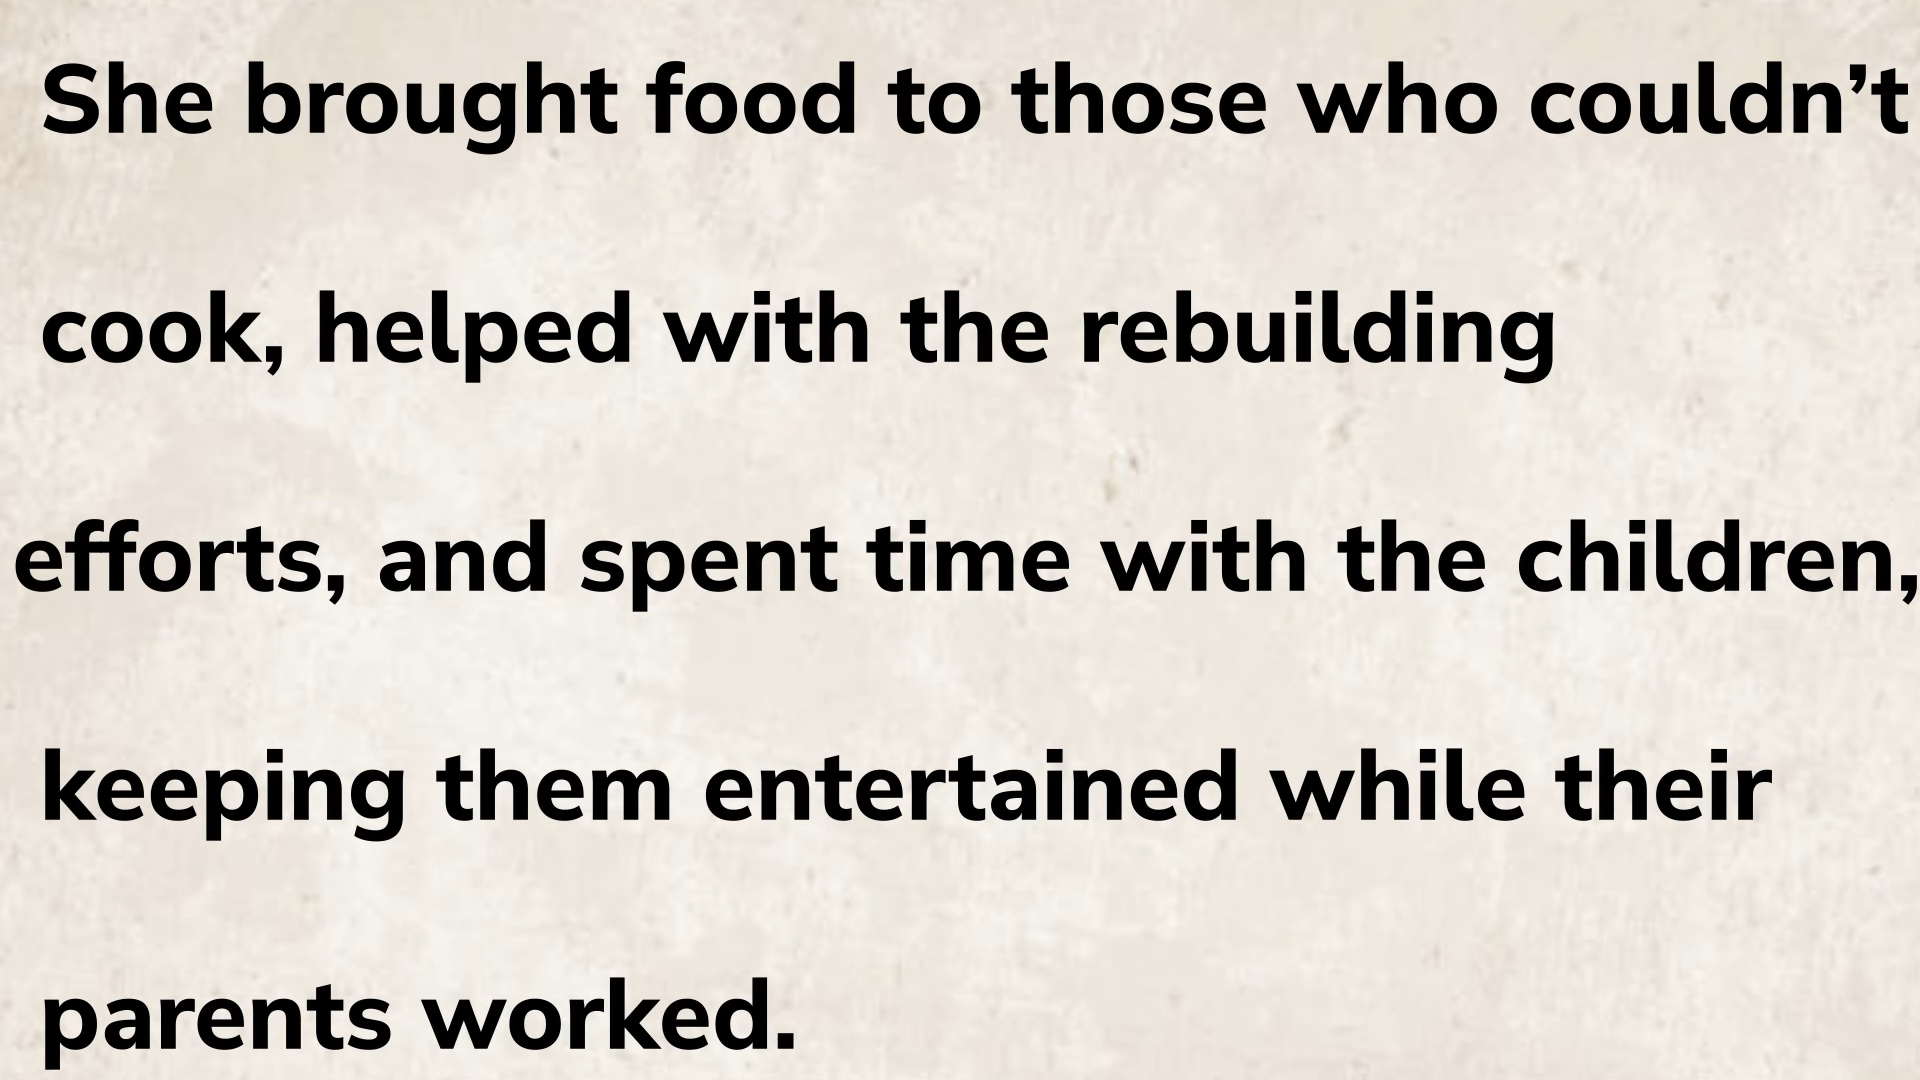 She brought food to those who couldn’t
cook, helped with the rebuilding
efforts, and spent time with the children,
keeping them entertained while their
parents worked.